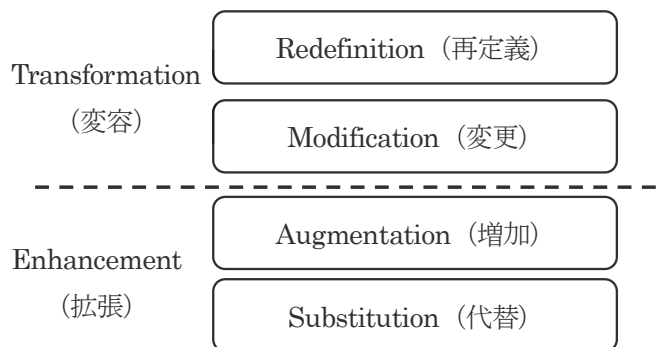 Redefinition（再定義）
Transformation
（変容）
Modification（変更）
Augmentation（増加）
Enhancement
（拡張）
Substitution（代替）